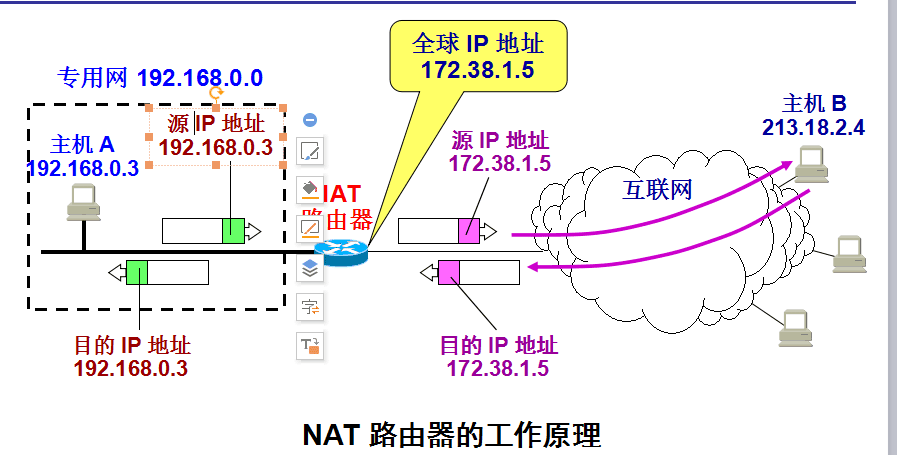 全球 IP 地址
172.38.1.5
专用网 192.168.0.0
源 IP 地址
192.168.0.3
主机 A
192.168.0.3
源 IP 地址
172.38.1.5
主机 B
213.18.2.4
互联网
NAT
路由器
字
T
目的 IP 地址
192.168.0.3
目的 IP 地址
172.38.1.5
NAT 路由器的工作原理